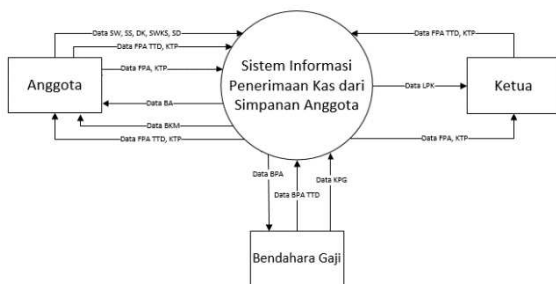 Data SW, SS, DK, SWKS, SD
Data FPA TTD, KTP
Data FPA, KTP
Anggota
Data BA
Data BKM
Data FPA TTD, KTP
Sistem Informasi
Penerimaan Kas dari
Simpanan Anggota
Data FPA TTD, KTP
Data LPK
Ketua
Data FPA, KTP
Data BPA
Data BPA TTD
Data KPG
Bendahara Gaji